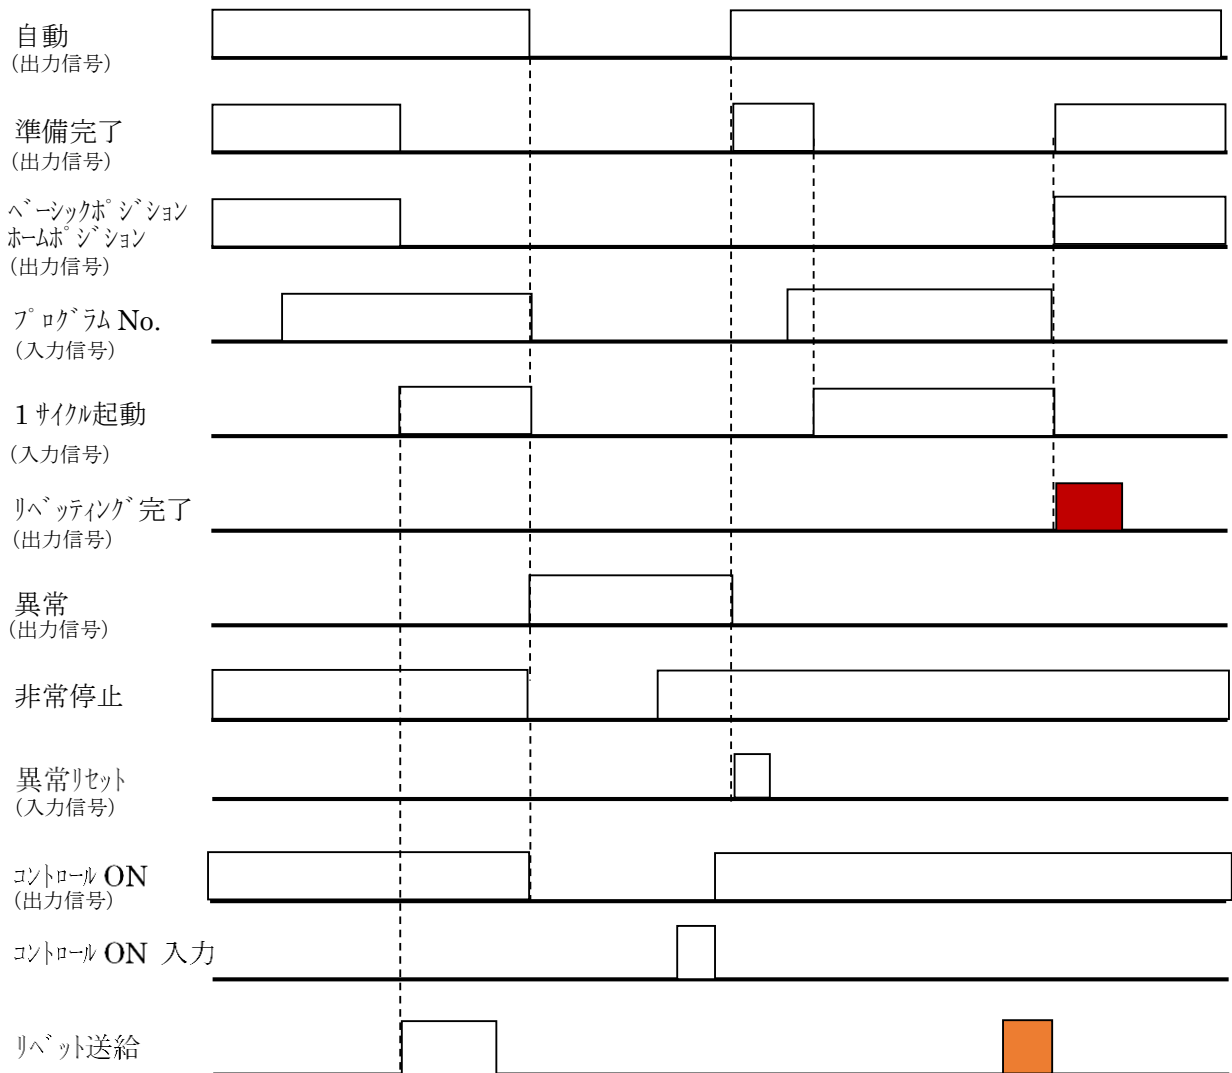 自動
(出力信号)
準備完了
(出力信号)
ﾍﾞｰｼｯｸﾎﾟｼﾞｼｮﾝ
ﾎｰﾑﾎﾟｼﾞｼｮﾝ
(出力信号)
ﾌﾟﾛｸﾞﾗﾑ No.
(入力信号)
1 ｻｲｸﾙ起動
(入力信号)
ﾘﾍﾞｯﾃｨﾝｸﾞ完了
(出力信号)
異常
(出力信号)
非常停止
異常ﾘｾｯﾄ
(入力信号)
ｺﾝﾄﾛｰﾙ ON
(出力信号)
ｺﾝﾄﾛｰﾙ ON 入力
ﾘﾍﾞｯﾄ送給